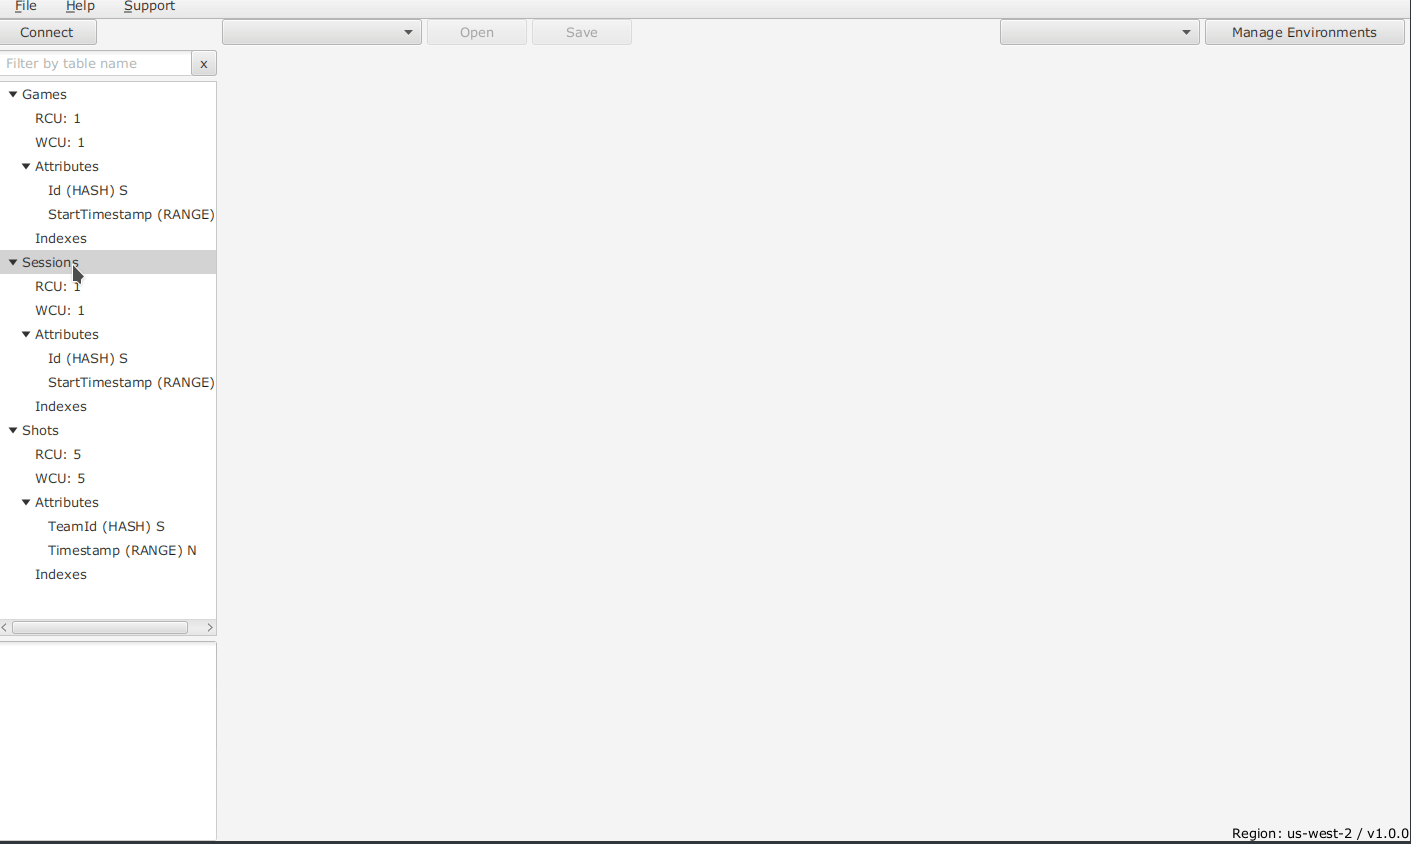 File Help Support
Connect Open Save Manage Environments
Filter by table name x
Games
RCU: 1
WCU: 1
Attributes
Id (HASH) S
StartTimestamp (RANGE)
Indexes
Sessions
RCU: 1
WCU: 1
Attributes
Id (HASH) S
StartTimestamp (RANGE)
Indexes
Shots
RCU: 5
WCU: 5
Attributes
TeamId (HASH) S
Timestamp (RANGE) N
Indexes
Region: us-west-2 / v1.0.0